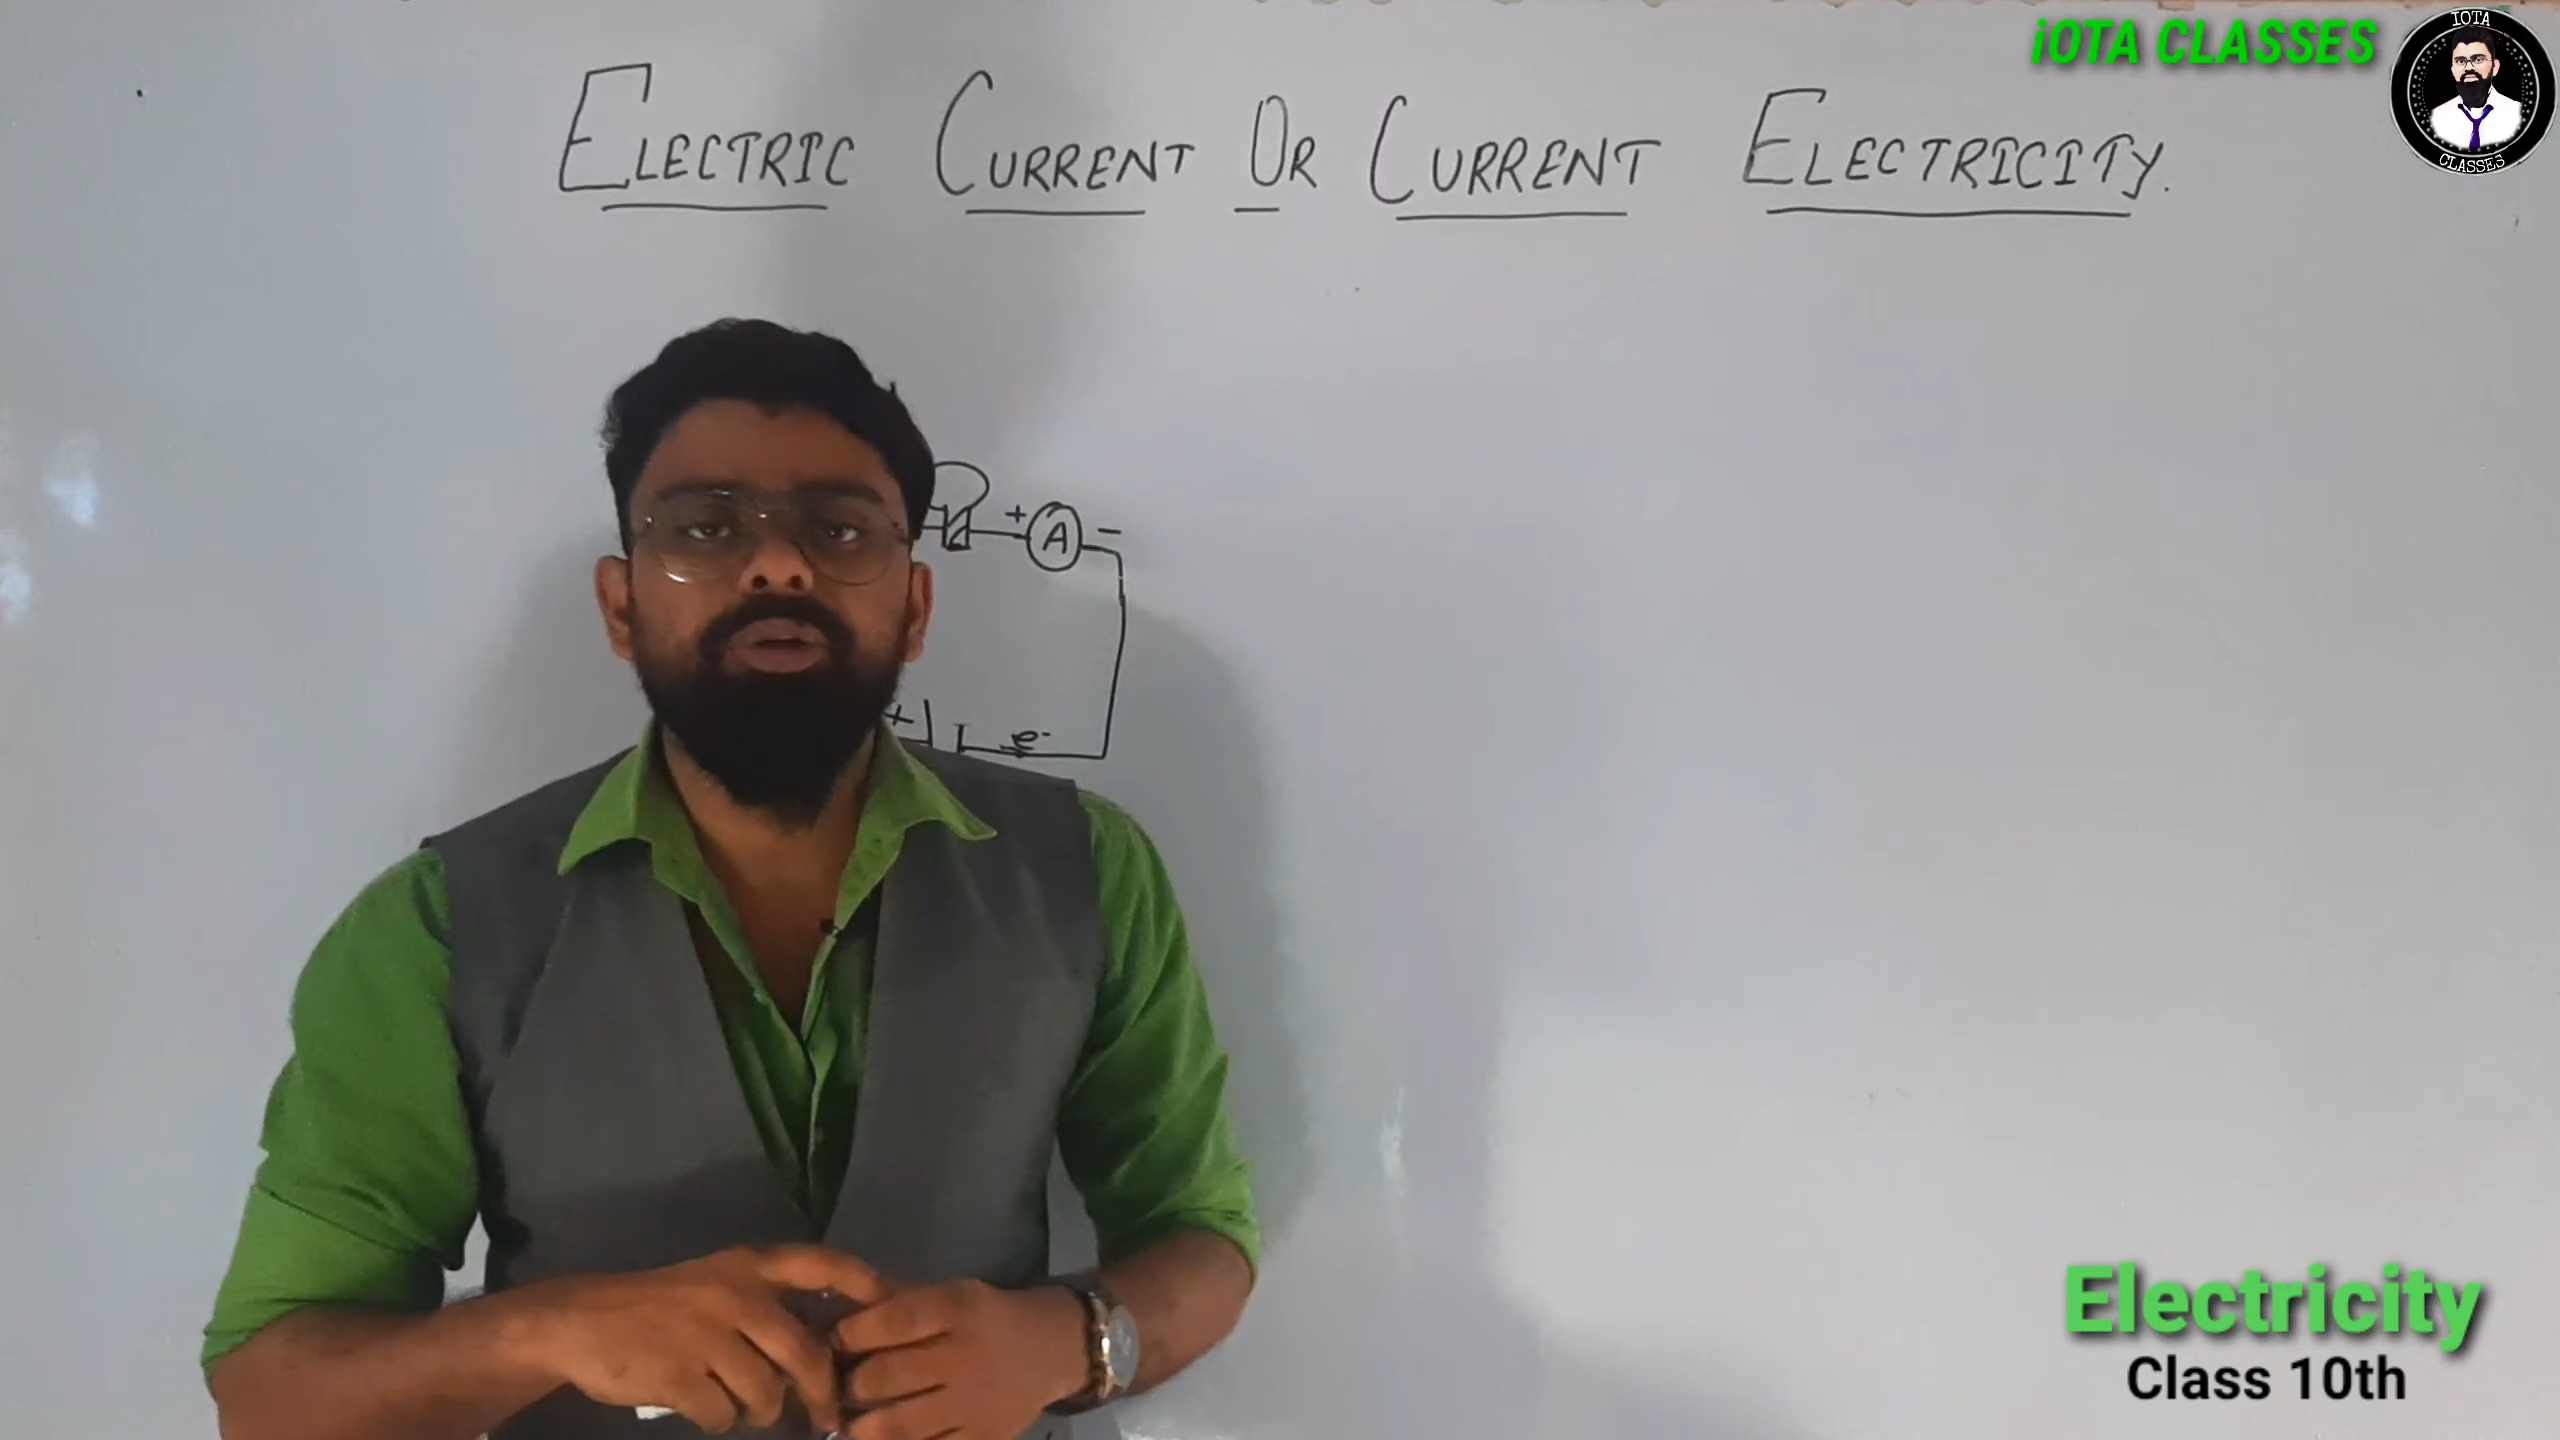 iOTA CLASSES
IOTA
CLASSES
ELECTRIC CURRENT OR CURRENT ELECTRICITY.
+ A -
+ e-
Electricity
Class 10th